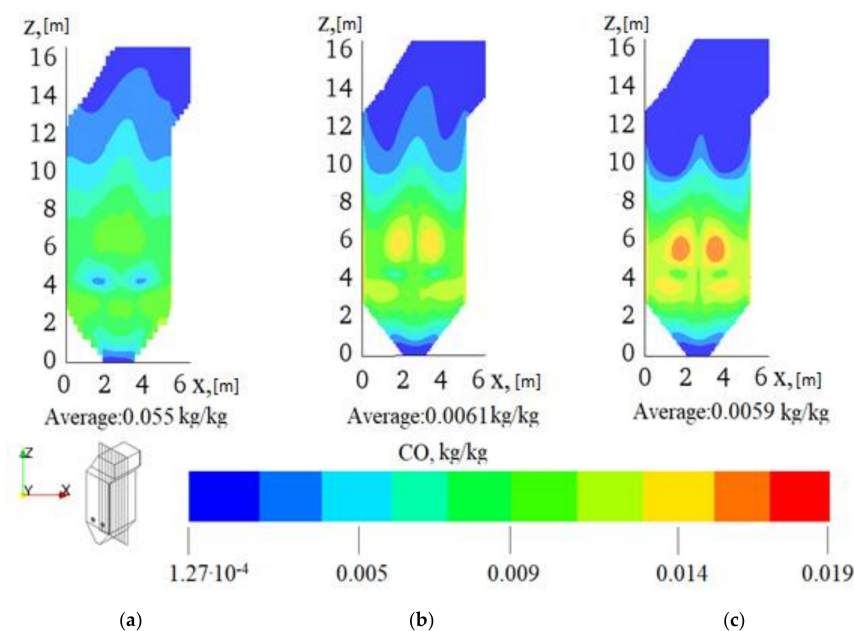 z,[m] z,[m] z,[m]
16 16 16
14 14 14
12 12 12
10 10 10
8 8 8
6 6 6
4 4 4
2 2 2
0 0 0
0 2 4 6 x,[m] 0 2 4 6 x,[m] 0 2 4 6 x,[m]
Average:0.055 kg/kg Average:0.0061kg/kg Average:0.0059 kg/kg
CO, kg/kg
Z
Y X
1.27·10⁻⁴ 0.005 0.009 0.014 0.019
(a) (b) (c)